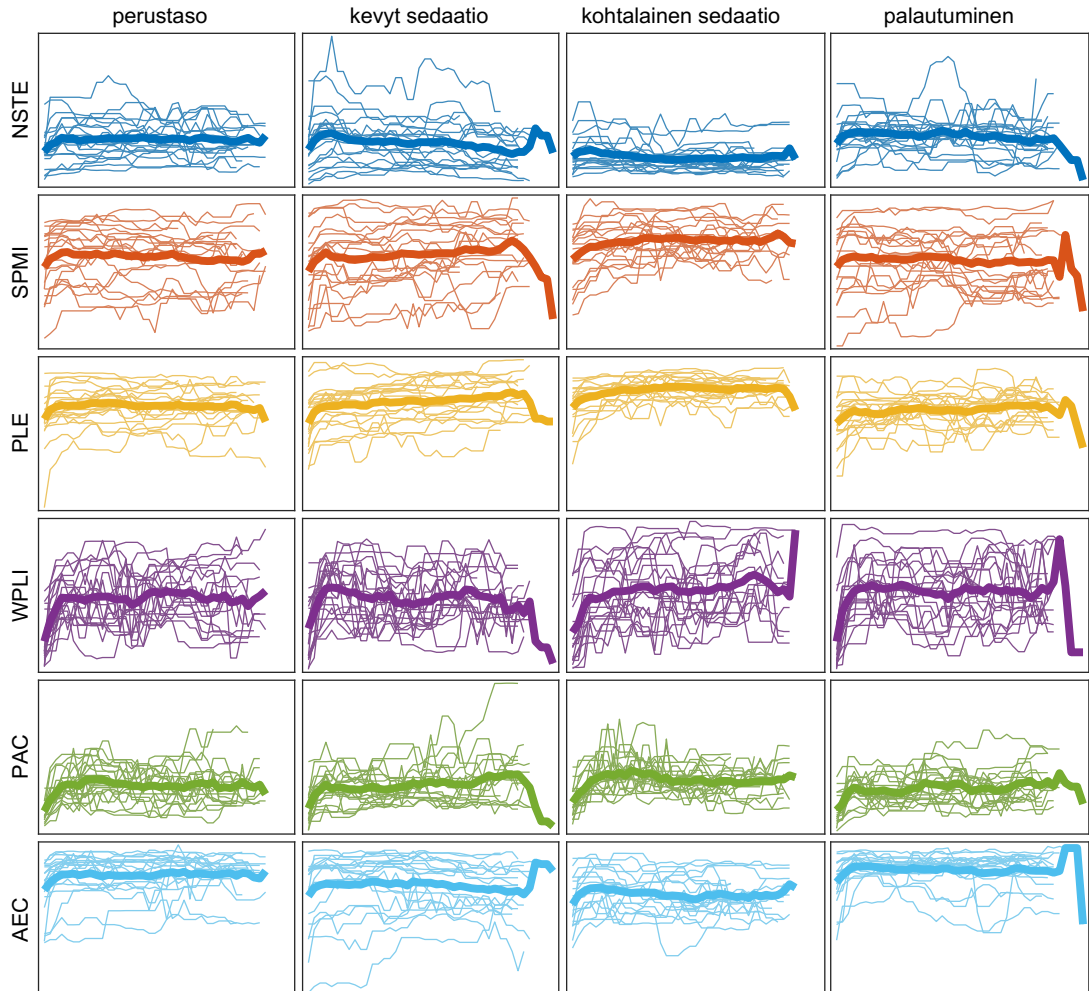 perustaso kevyt sedaatio kohtalainen sedaatio palautuminen
NSTE
SPMI
PLE
WPLI
PAC
AEC